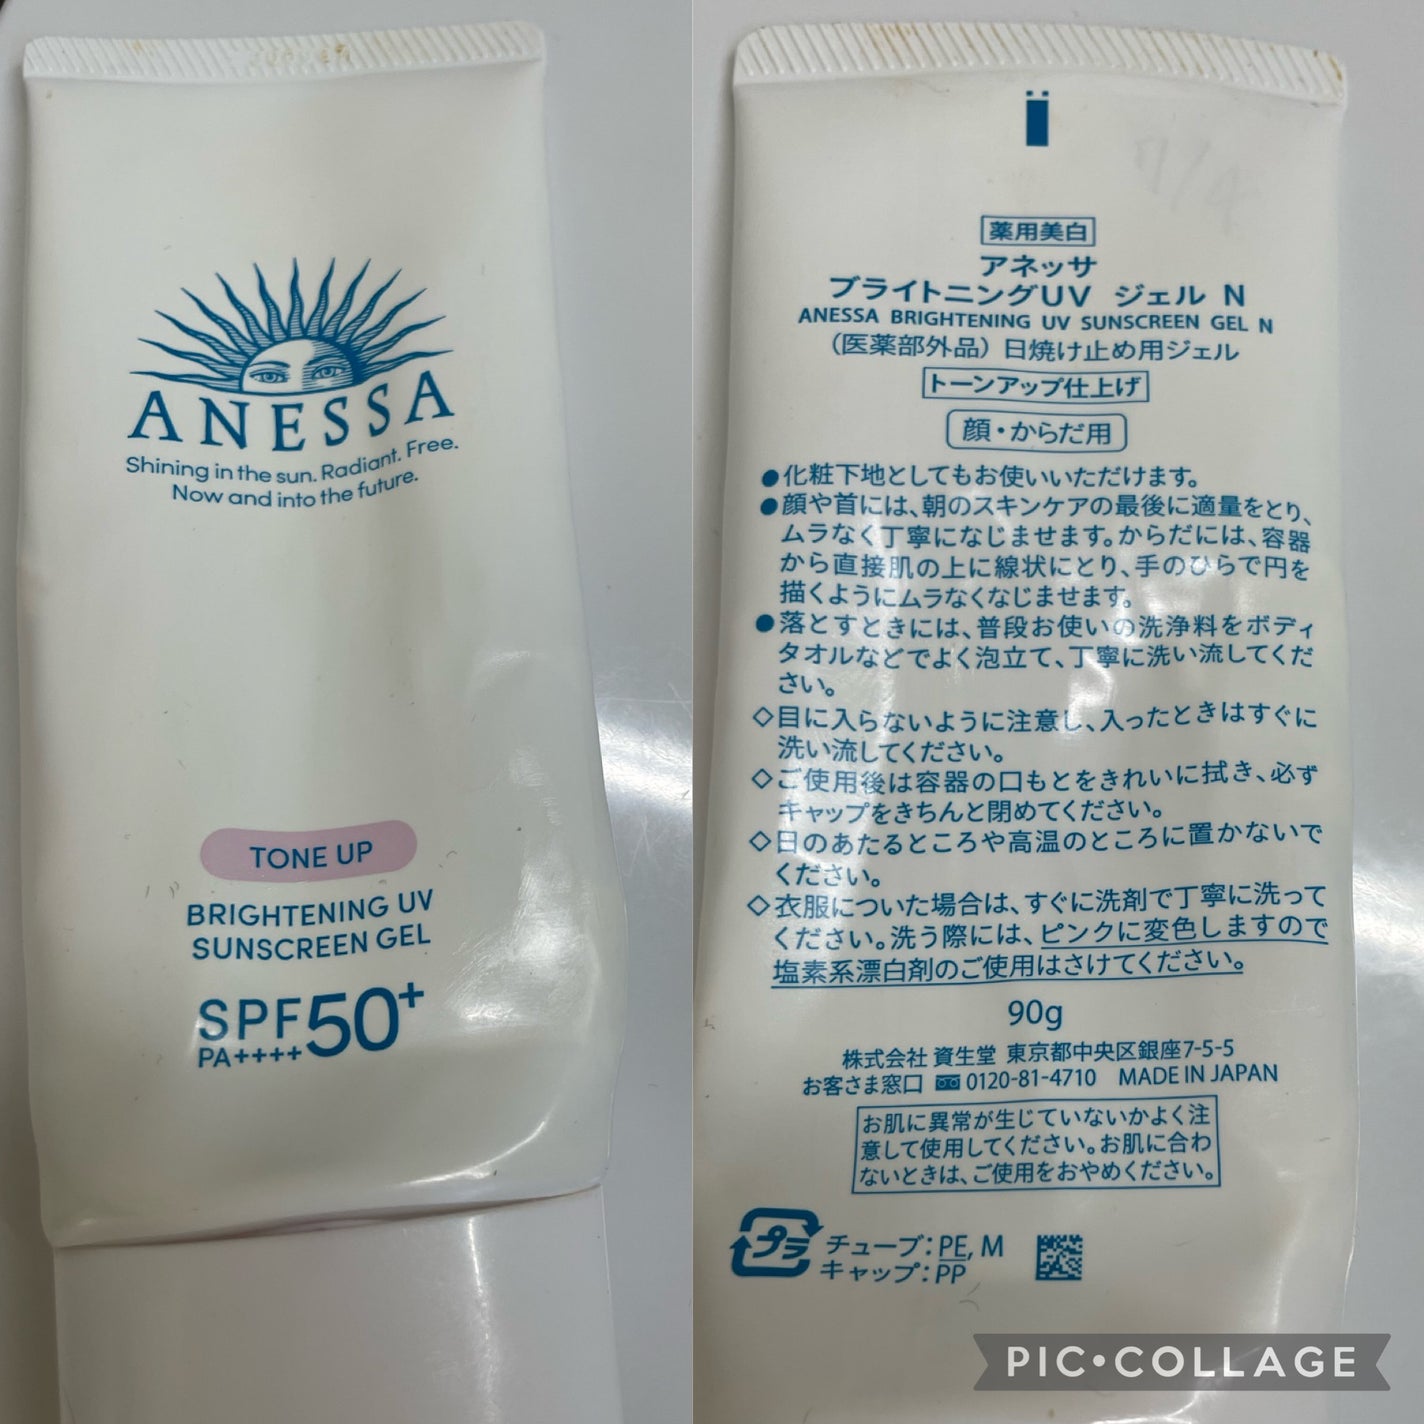 ANESSA
Shining in the sun. Radiant. Free.
Now and into the future.
TONE UP
BRIGHTENING UV
SUNSCREEN GEL
SPF50+
PA++++
薬用美白
アネッサ
ブライトニングUV ジェル N
ANESSA BRIGHTENING UV SUNSCREEN GEL N
(医薬部外品)日焼け止め用ジェル
トーンアップ仕上げ
顔・からだ用
●化粧下地としてもお使いいただけます。
●顔や首には、朝のスキンケアの最後に適量をとり、
ムラなく丁寧になじませます。からだには、容器
から直接肌の上に線状にとり、手のひらで円を
描くようにムラなくなじませます。
●落とすときには、普段お使いの洗浄料をボディ
タオルなどでよく泡立て、丁寧に洗い流してくだ
さい。
◇目に入らないように注意し、入ったときはすぐに
洗い流してください。
◇ご使用後は容器の口もとをきれいに拭き、必ず
キャップをきちんと閉めてください。
◇日のあたるところや高温のところに置かないで
ください。
◇衣服についた場合は、すぐに洗剤で丁寧に洗って
ください。洗う際には、ピンクに変色しますので
塩素系漂白剤のご使用はさけてください。
90g
株式会社 資生堂 東京都中央区銀座7-5-5
お客さま窓口 0120-81-4710 MADE IN JAPAN
お肌に異常が生じていないかよく注
意して使用してください。お肌に合わ
ないときは、ご使用をおやめください。
プラ
チューブ：PE, M
キャップ：PP
PIC•COLLAGE